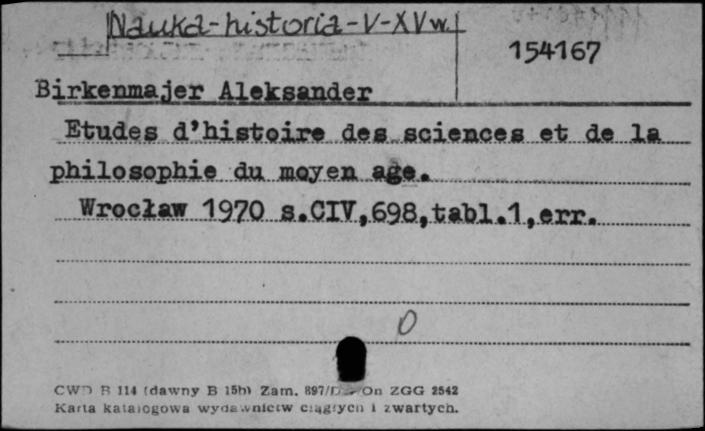 Nauka-historia-V-XV w.
154167
Birkenmajer Aleksander
Etudes d'histoire des sciences et de la
philosophie du moyen age.
Wrocław 1970 s.CIV,698,tabl.1,err.
0
CWD B 114 (dawny B 15b) Zam. 897/ On ZGG 2542
Karta katalogowa wydawnictw ciągłych i zwartych.